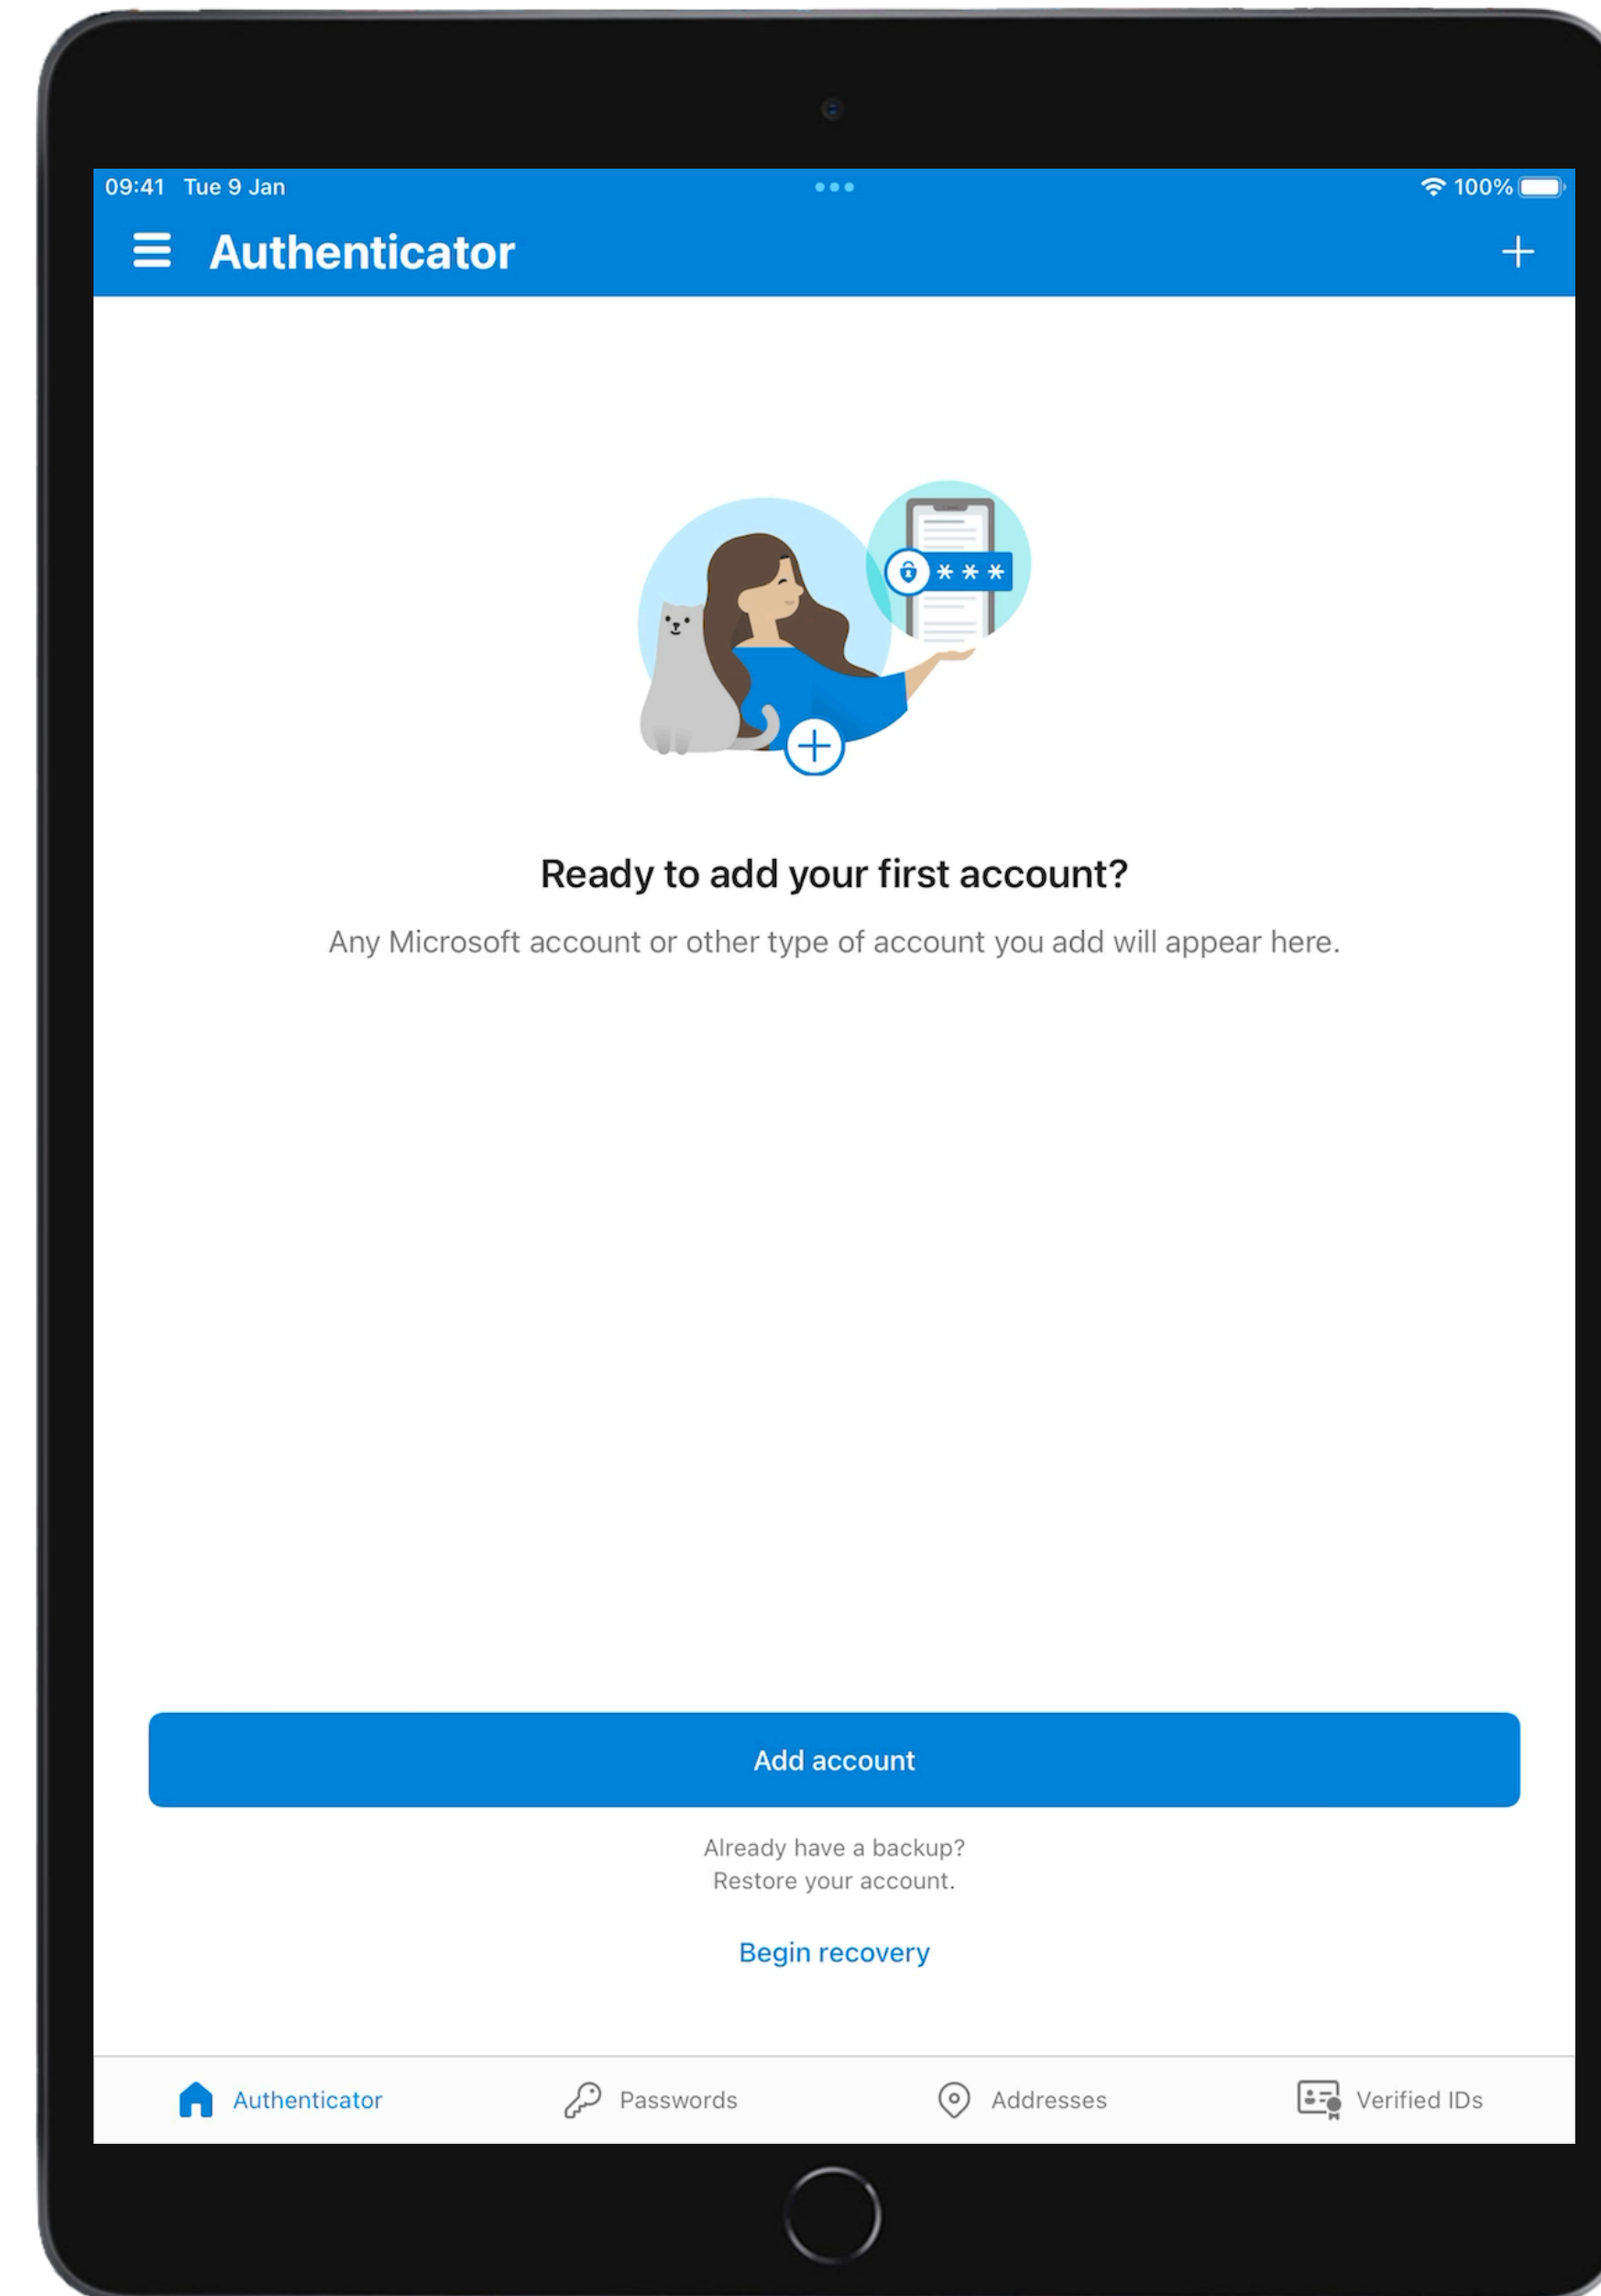 09:41 Tue 9 Jan
100%
Authenticator
* * *
Ready to add your first account?
Any Microsoft account or other type of account you add will appear here.
Add account
Already have a backup?
Restore your account.
Begin recovery
Authenticator
Passwords
Addresses
Verified IDs